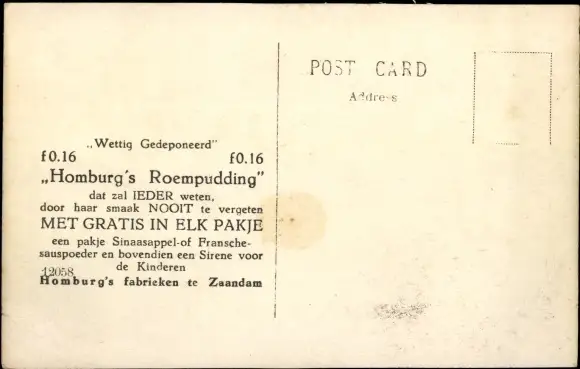 POST CARD
Address
„Wettig Gedeponeerd"
f0.16 f0.16
„Homburg's Roempudding"
dat zal IEDER weten,
door haar smaak NOOIT te vergeten
MET GRATIS IN ELK PAKJE
een pakje Sinaasappel-of Fransche-
sauspoeder en bovendien een Sirene voor
de Kinderen
12058
Homburg's fabrieken te Zaandam